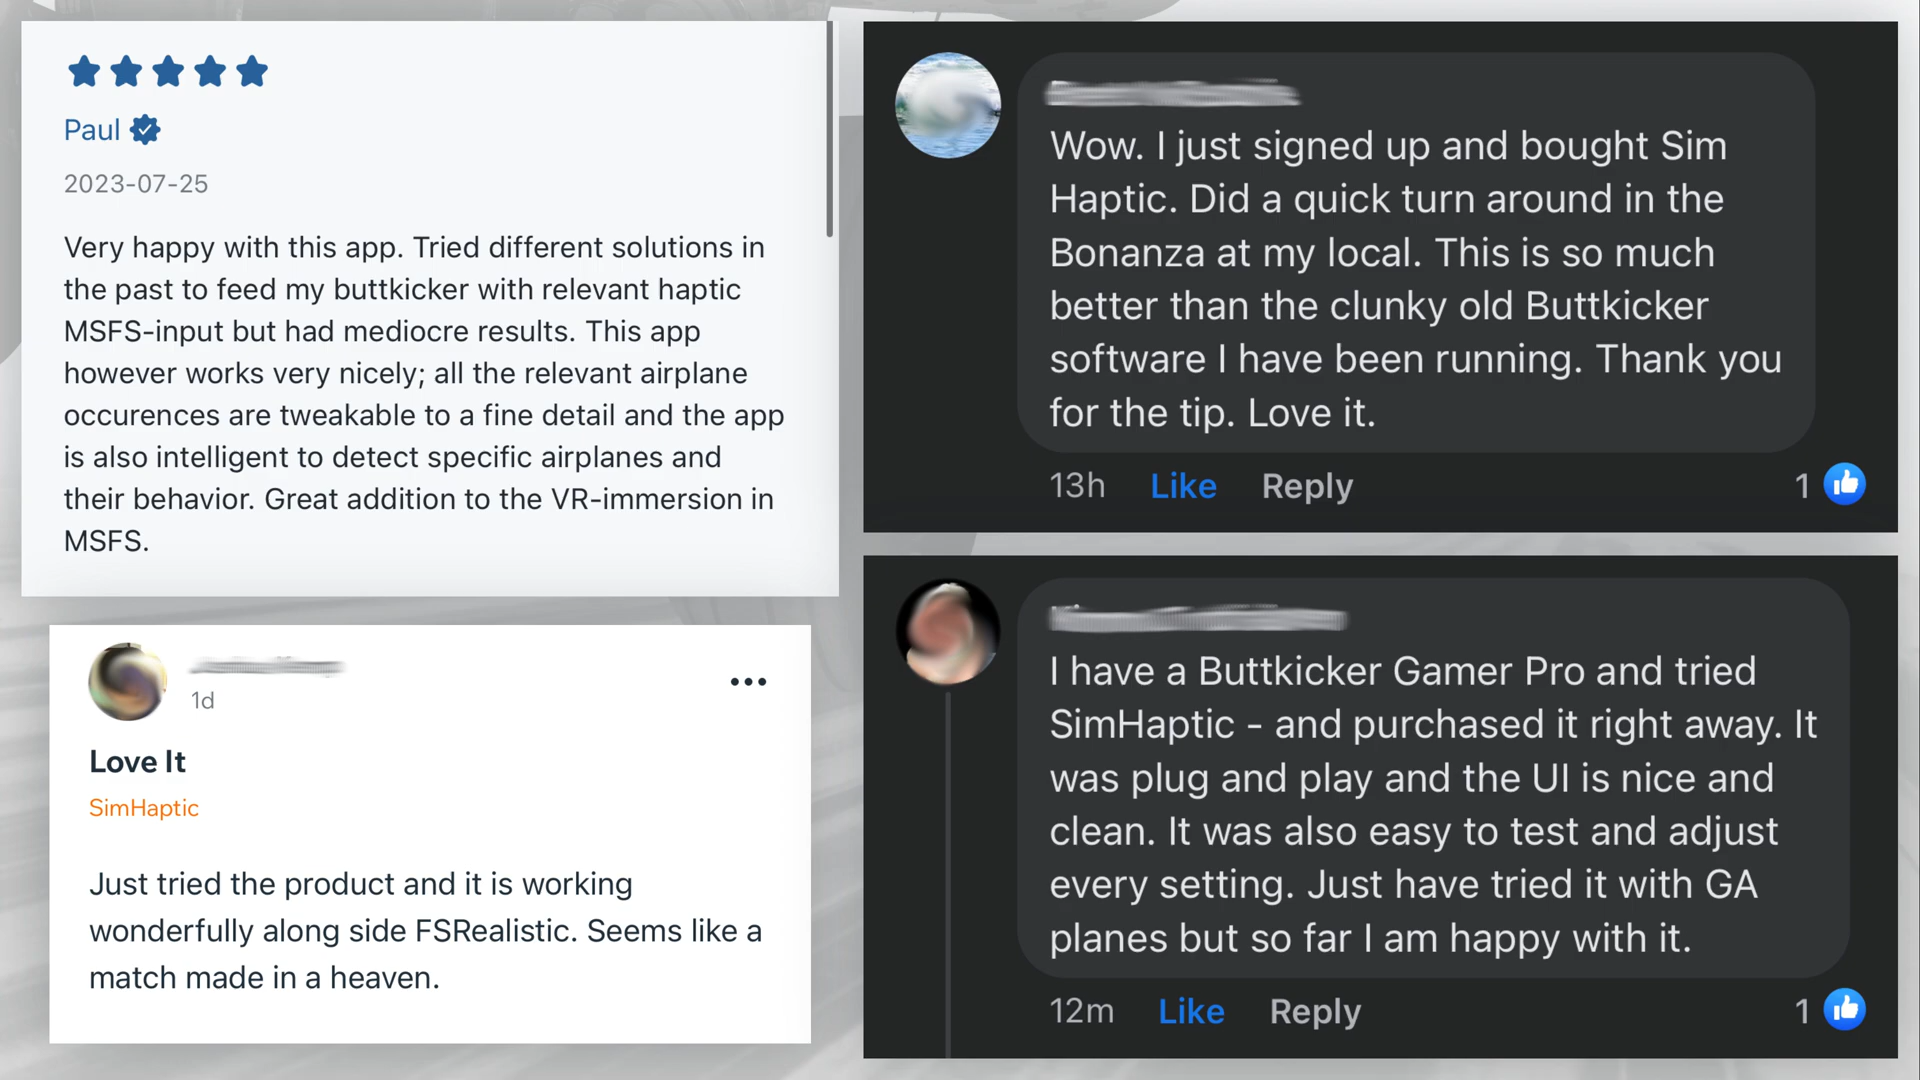 Paul
2023-07-25
Very happy with this app. Tried different solutions in
the past to feed my buttkicker with relevant haptic
MSFS-input but had mediocre results. This app
however works very nicely; all the relevant airplane
occurences are tweakable to a fine detail and the app
is also intelligent to detect specific airplanes and
their behavior. Great addition to the VR-immersion in
MSFS.
1d
Love It
SimHaptic
Just tried the product and it is working
wonderfully along side FSRealistic. Seems like a
match made in a heaven.
Wow. I just signed up and bought Sim
Haptic. Did a quick turn around in the
Bonanza at my local. This is so much
better than the clunky old Buttkicker
software I have been running. Thank you
for the tip. Love it.
13h Like Reply 1
I have a Buttkicker Gamer Pro and tried
SimHaptic - and purchased it right away. It
was plug and play and the UI is nice and
clean. It was also easy to test and adjust
every setting. Just have tried it with GA
planes but so far I am happy with it.
12m Like Reply 1